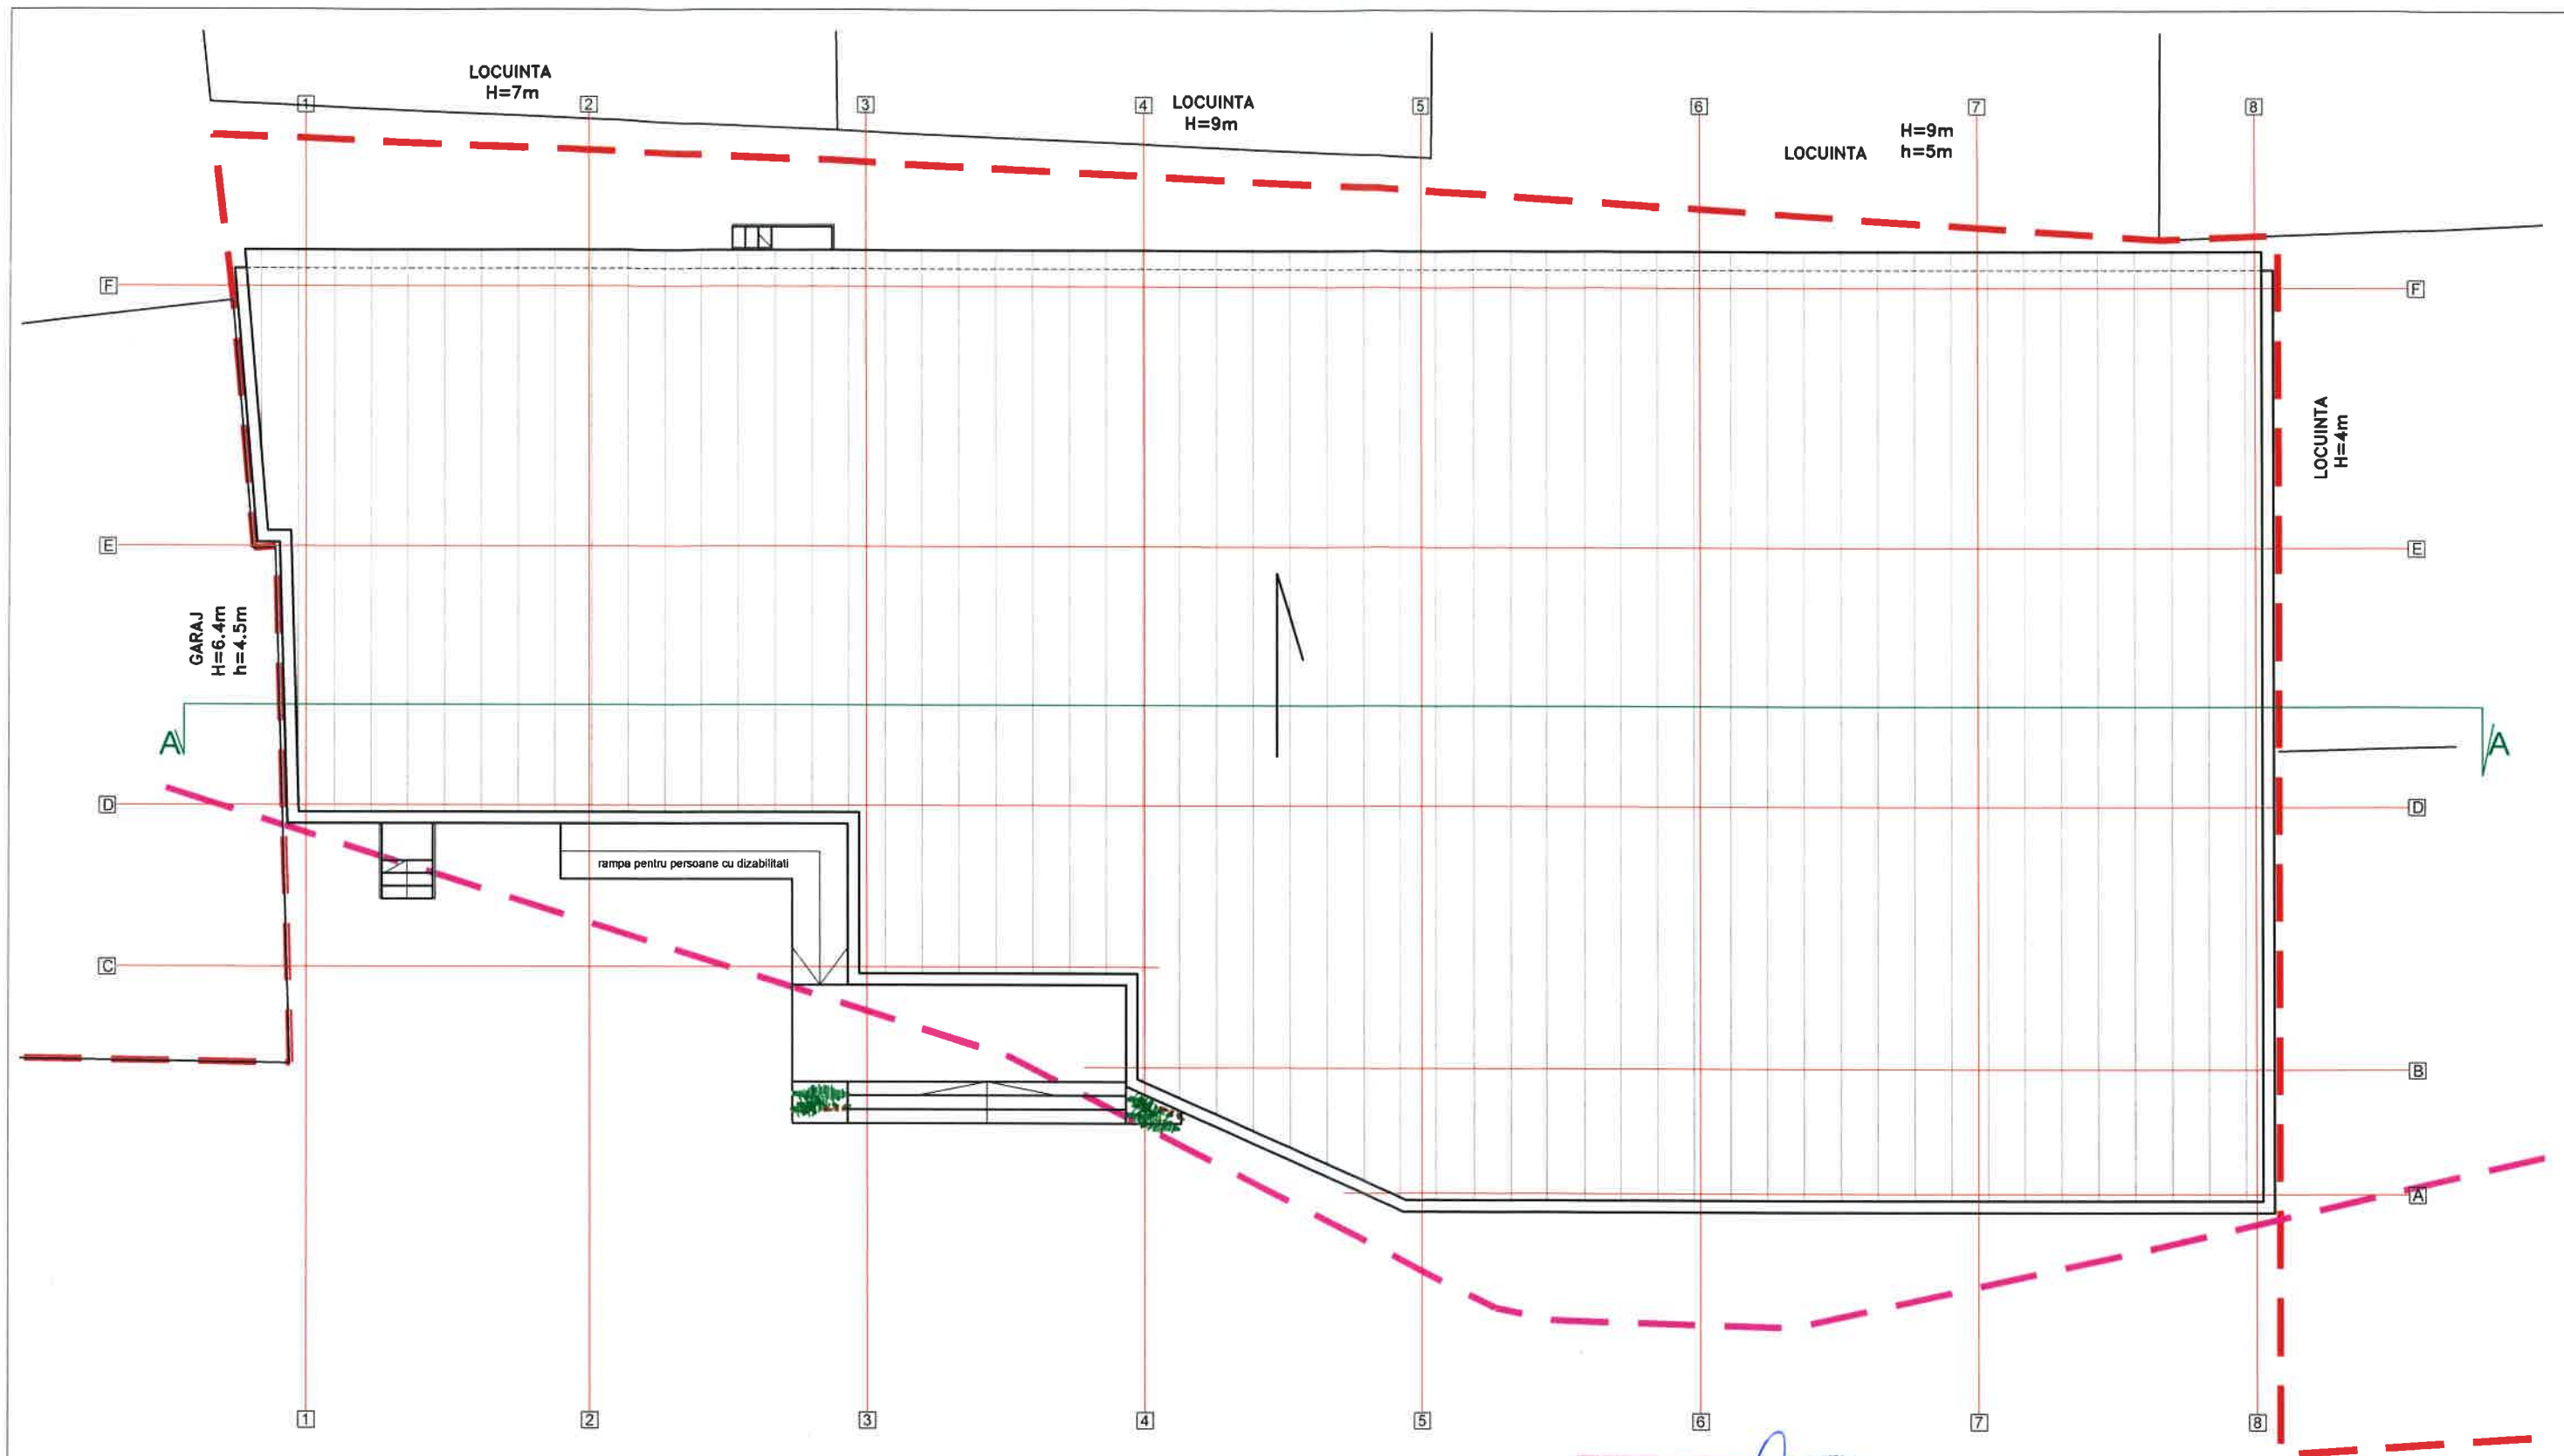 LOCUINTA
H=7m
LOCUINTA
H=9m
H=9m
LOCUINTA h=5m
1 2 3 4 5 6 7 8
F F
LOCUINTA
H=4m
E E
GARAJ
H=6.4m
h=4.5m
A A
D D
rampa pentru persoane cu dizabilitati
C
B
A
1 2 3 4 5 6 7 8